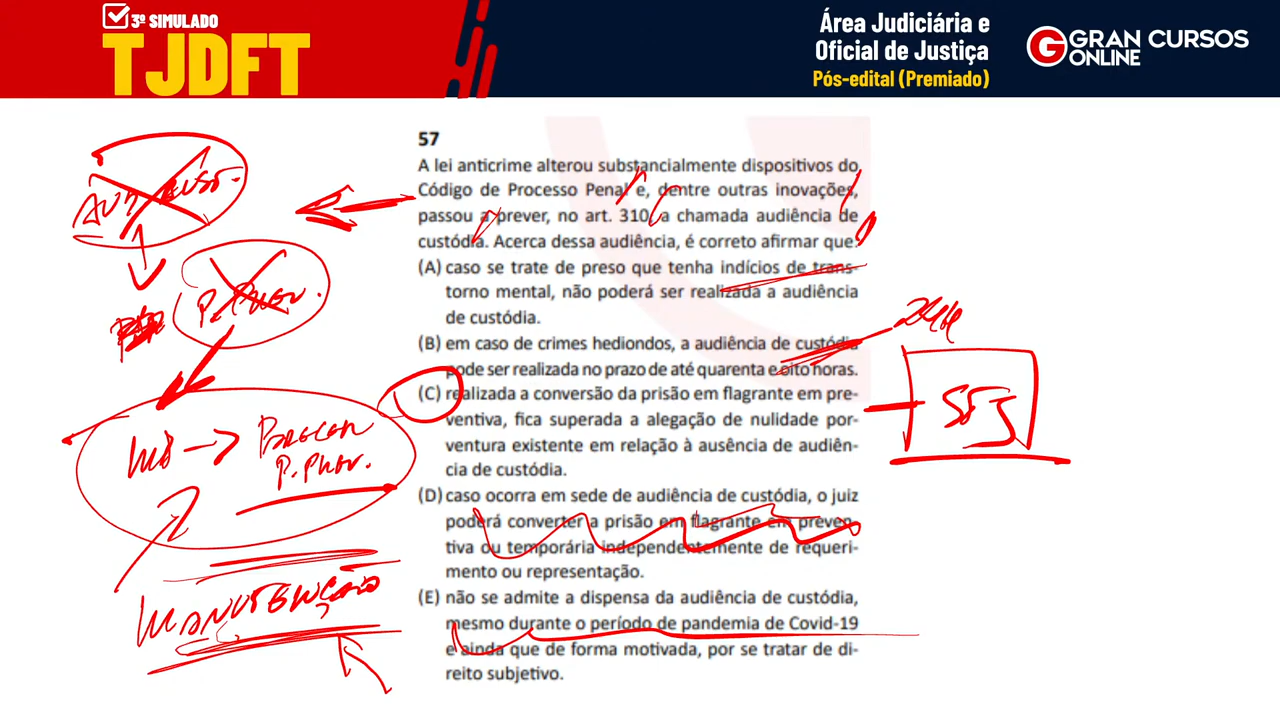 3º SIMULADO
TJDFT
Área Judiciária e
Oficial de Justiça
Pós-edital (Premiado)
GRAN CURSOS
ONLINE
57
A lei anticrime alterou substancialmente dispositivos do
Código de Processo Penal e, dentre outras inovações,
passou a prever, no art. 310, a chamada audiência de
custódia. Acerca dessa audiência, é correto afirmar que:
(A) caso se trate de preso que tenha indícios de trans-
torno mental, não poderá ser realizada a audiência
de custódia.
(B) em caso de crimes hediondos, a audiência de custódia
pode ser realizada no prazo de até quarenta e oito horas.
(C) realizada a conversão da prisão em flagrante em pre-
ventiva, fica superada a alegação de nulidade por-
ventura existente em relação à ausência de audiên-
cia de custódia.
(D) caso ocorra em sede de audiência de custódia, o juiz
poderá converter a prisão em flagrante em preven-
tiva ou temporária independentemente de requeri-
mento ou representação.
(E) não se admite a dispensa da audiência de custódia,
mesmo durante o período de pandemia de Covid-19
e ainda que de forma motivada, por se tratar de di-
reito subjetivo.
AUD. CUST.
P. PREV.
PARECER
P. PREV.
MANUTENÇÃO
24H
STJ